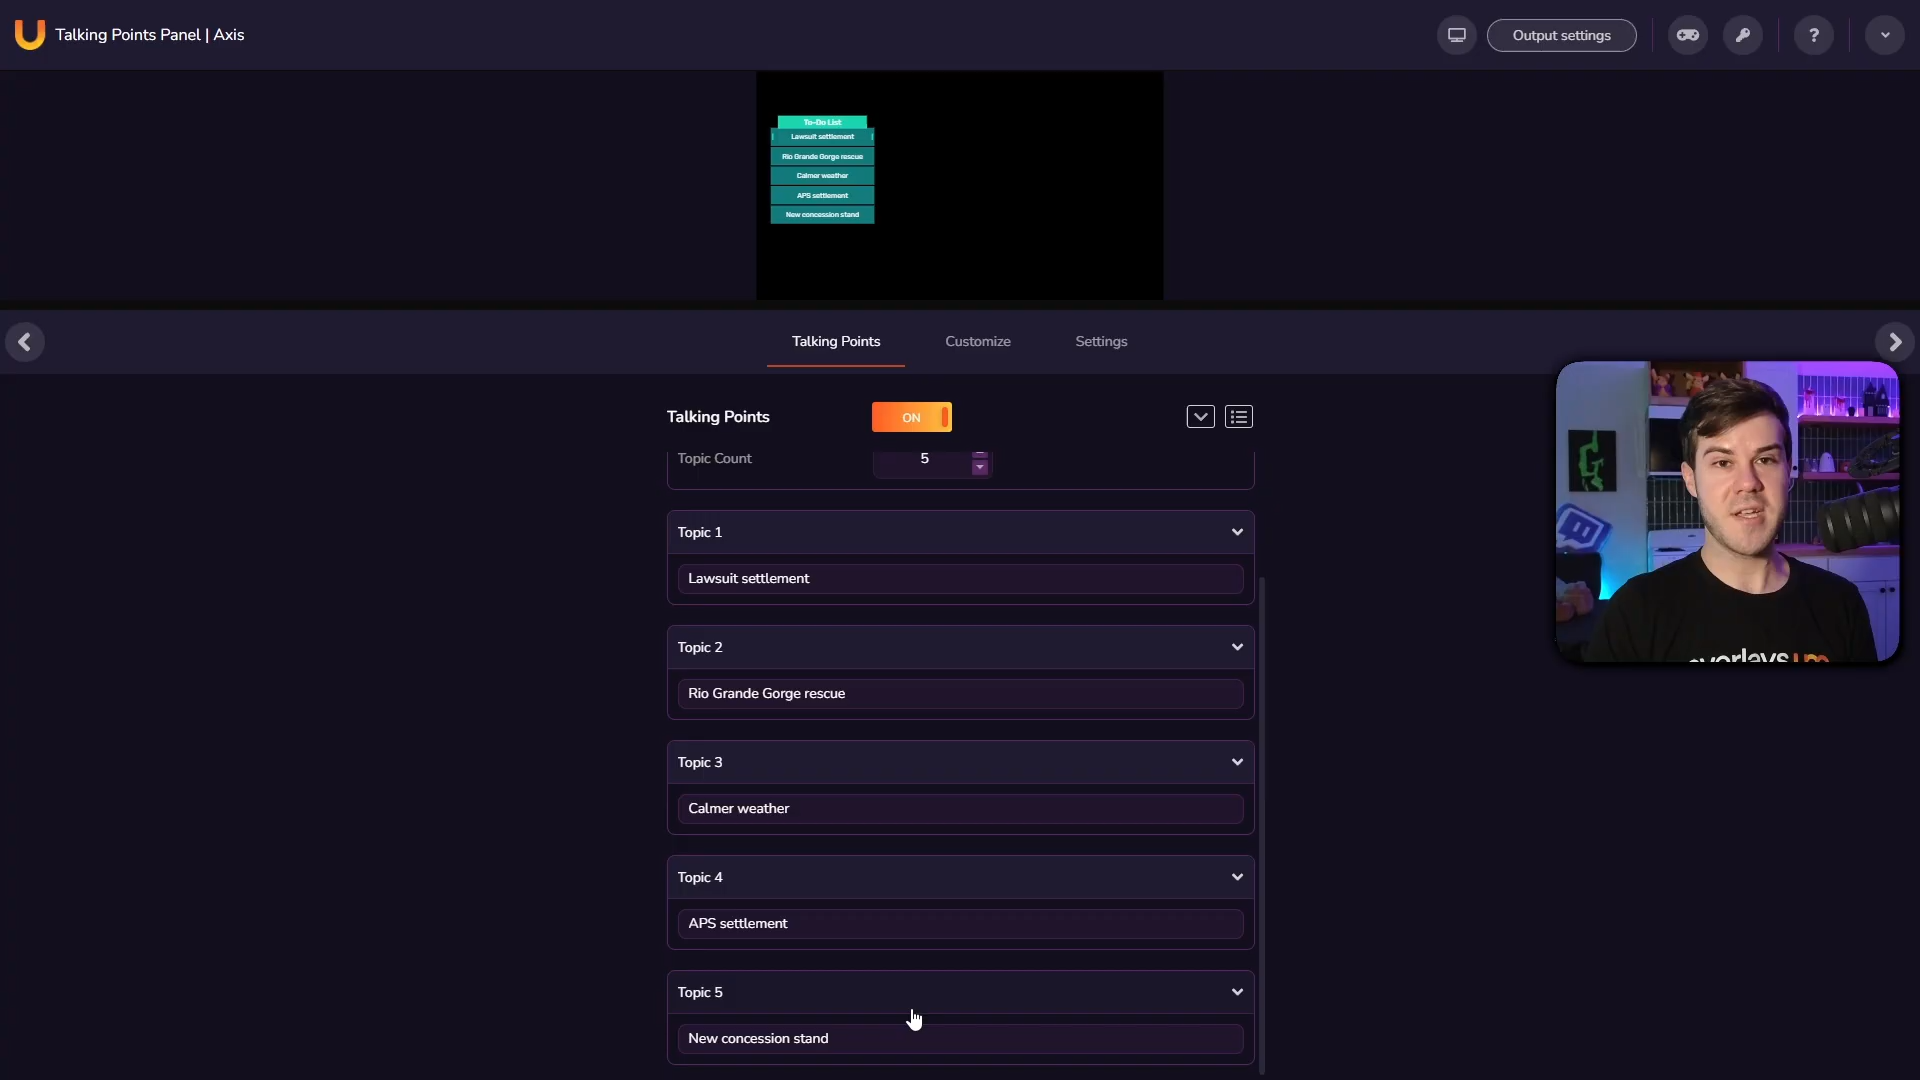 Talking Points Panel | Axis
Output settings
?
To-Do List
Lawsuit settlement
Rio Grande Gorge rescue
Calmer weather
APS settlement
New concession stand
Talking Points
Customize
Settings
Talking Points
ON
Topic Count
5
Topic 1
Lawsuit settlement
Topic 2
Rio Grande Gorge rescue
Topic 3
Calmer weather
Topic 4
APS settlement
Topic 5
New concession stand